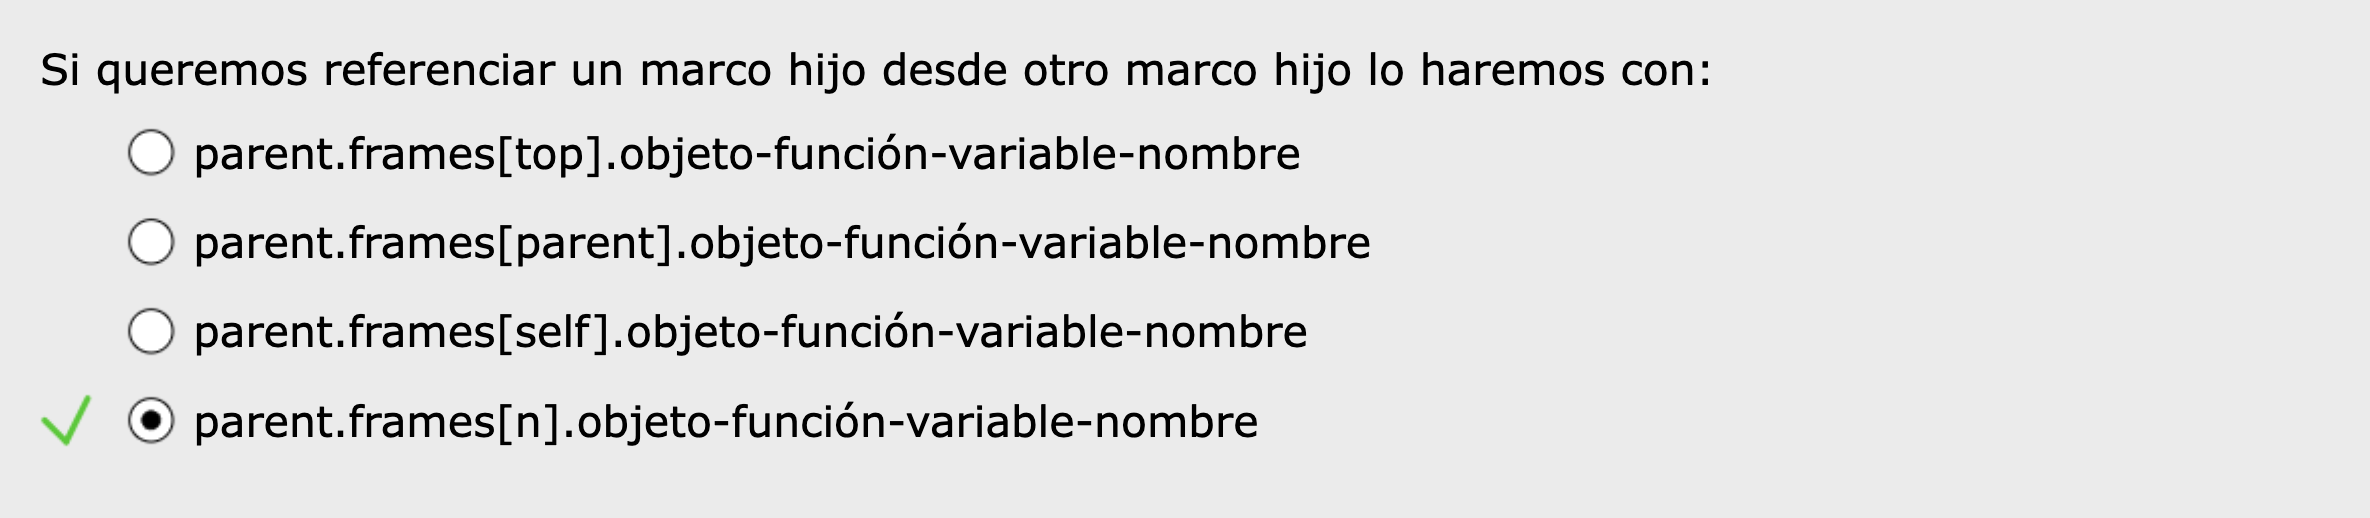 Si queremos referenciar un marco hijo desde otro marco hijo lo haremos con:
parent.frames[top].objeto-función-variable-nombre
parent.frames[parent].objeto-función-variable-nombre
parent.frames[self].objeto-función-variable-nombre
parent.frames[n].objeto-función-variable-nombre